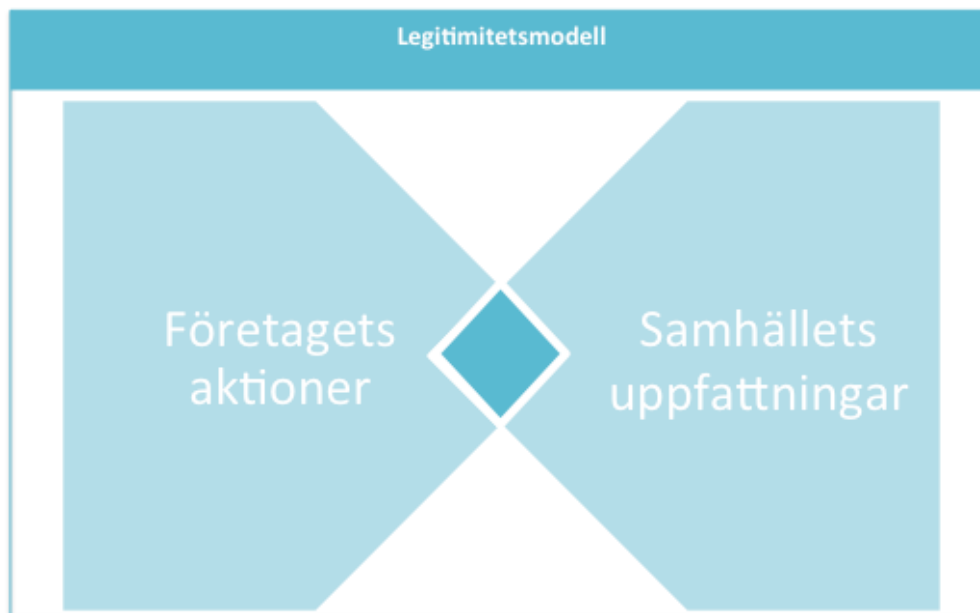 Legitimitetsmodell
Företagets
aktioner
Samhällets
uppfattningar